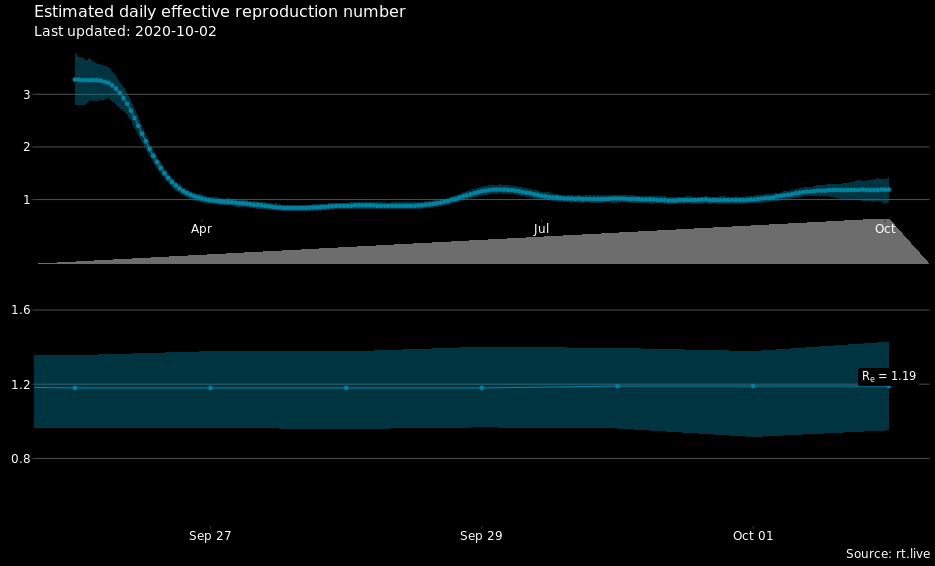 Estimated daily effective reproduction number
Last updated: 2020-10-02
3
2
1
Apr Jul Oct
1.6
1.2
Re = 1.19
0.8
Sep 27 Sep 29 Oct 01
Source: rt.live